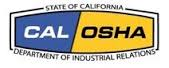 STATE OF CALIFORNIA
CAL OSHA
DEPARTMENT OF INDUSTRIAL RELATIONS